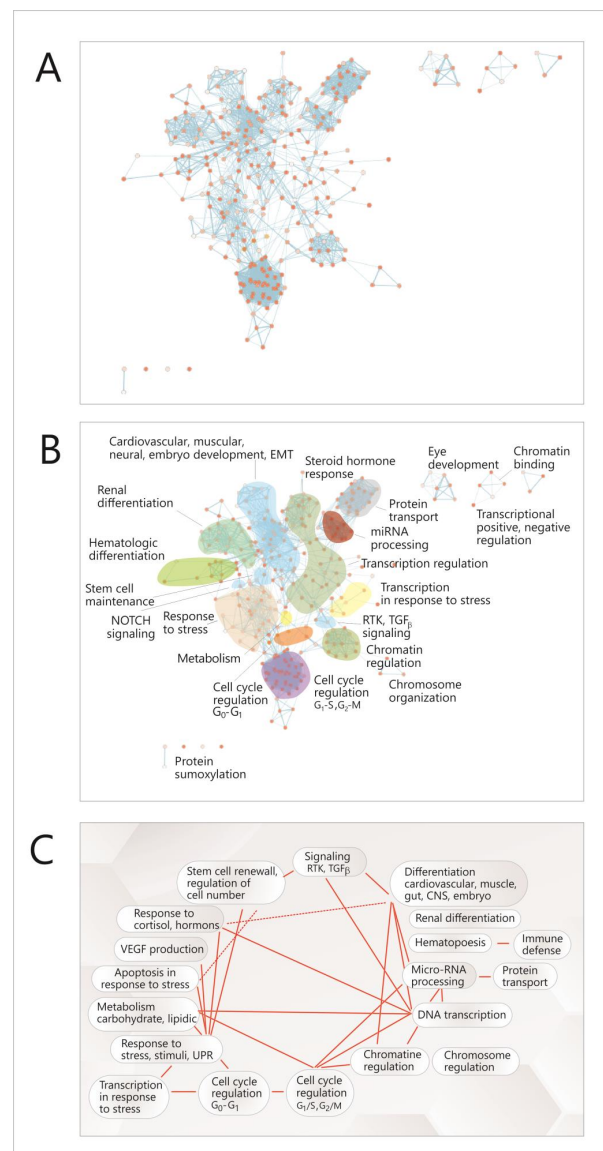 A
B
Cardiovascular, muscular,
neural, embryo development, EMT
Steroid hormone
response
Eye
development
Chromatin
binding
Renal
differentiation
Protein
transport
Transcriptional
positive, negative
regulation
Hematologic
differentiation
miRNA
processing
Transcription regulation
Stem cell
maintenance
Transcription
in response to stress
NOTCH
signaling
Response
to stress
RTK, TGFβ
signaling
Metabolism
Chromatin
regulation
Cell cycle
regulation
G0-G1
Cell cycle
regulation
G1-S,G2-M
Chromosome
organization
Protein
sumoxylation
C
Signaling
RTK, TGFβ
Stem cell renewall,
regulation of
cell number
Differentiation
cardiovascular, muscle,
gut, CNS, embryo
Response to
cortisol, hormons
Renal differentiation
VEGF production
Hematopoesis
Immune
defense
Apoptosis in
response to stress
Micro-RNA
processing
Protein
transport
Metabolism
carbohydrate, lipidic
DNA transcription
Response to
stress, stimuli, UPR
Chromatine
regulation
Chromosome
regulation
Transcription
in response
to stress
Cell cycle
regulation
G0-G1
Cell cycle
regulation
G1/S,G2/M